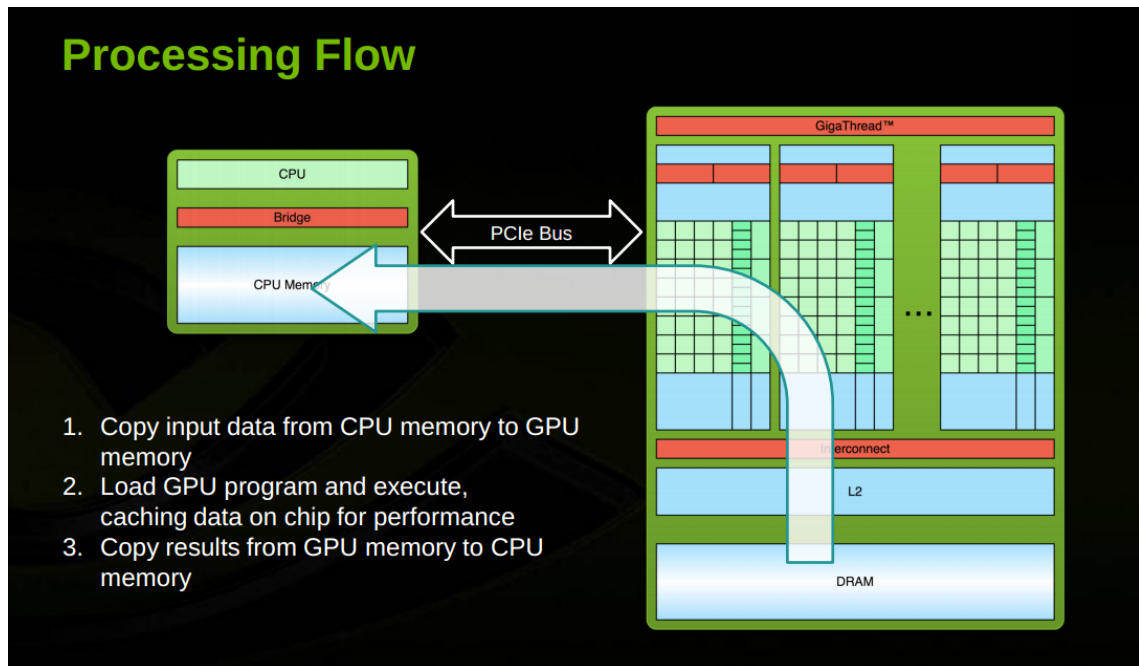 Processing Flow
GigaThread™
CPU
Bridge
PCIe Bus
CPU Memory
...
1. Copy input data from CPU memory to GPU
memory
2. Load GPU program and execute,
caching data on chip for performance
3. Copy results from GPU memory to CPU
memory
Interconnect
L2
DRAM